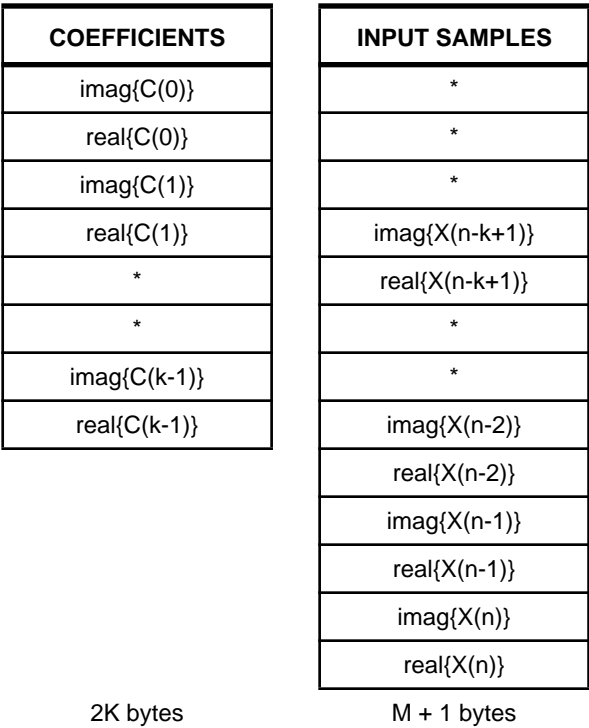 COEFFICIENTS
imag{C(0)}
real{C(0)}
imag{C(1)}
real{C(1)}
*
*
imag{C(k-1)}
real{C(k-1)}
2K bytes
INPUT SAMPLES
*
*
*
imag{X(n-k+1)}
real{X(n-k+1)}
*
*
imag{X(n-2)}
real{X(n-2)}
imag{X(n-1)}
real{X(n-1)}
imag{X(n)}
real{X(n)}
M + 1 bytes